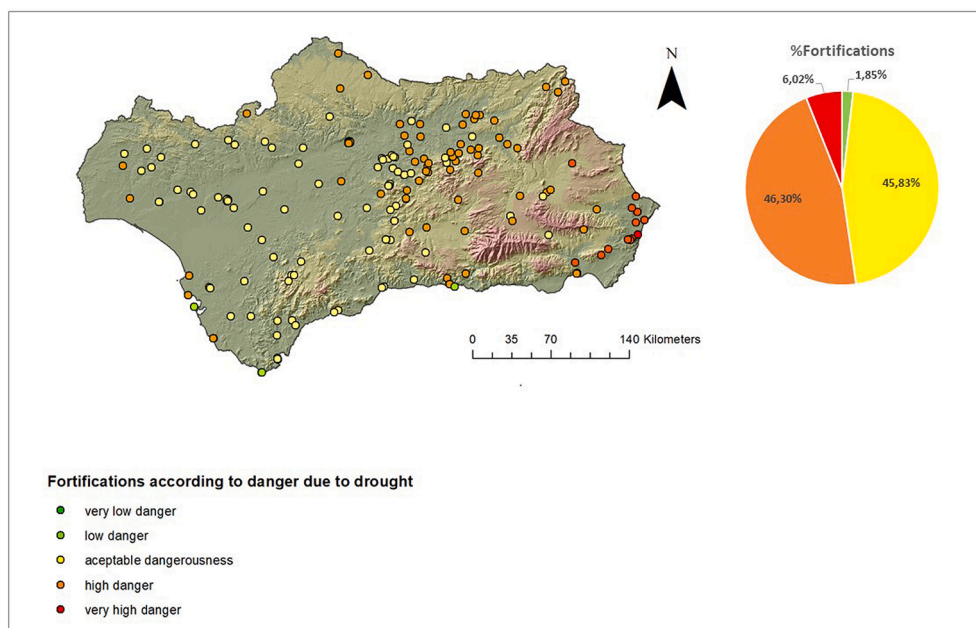 N
%Fortifications
6,02%
1,85%
46,30%
45,83%
0 35 70 140 Kilometers
Fortifications according to danger due to drought
very low danger
low danger
aceptable dangerousness
high danger
very high danger